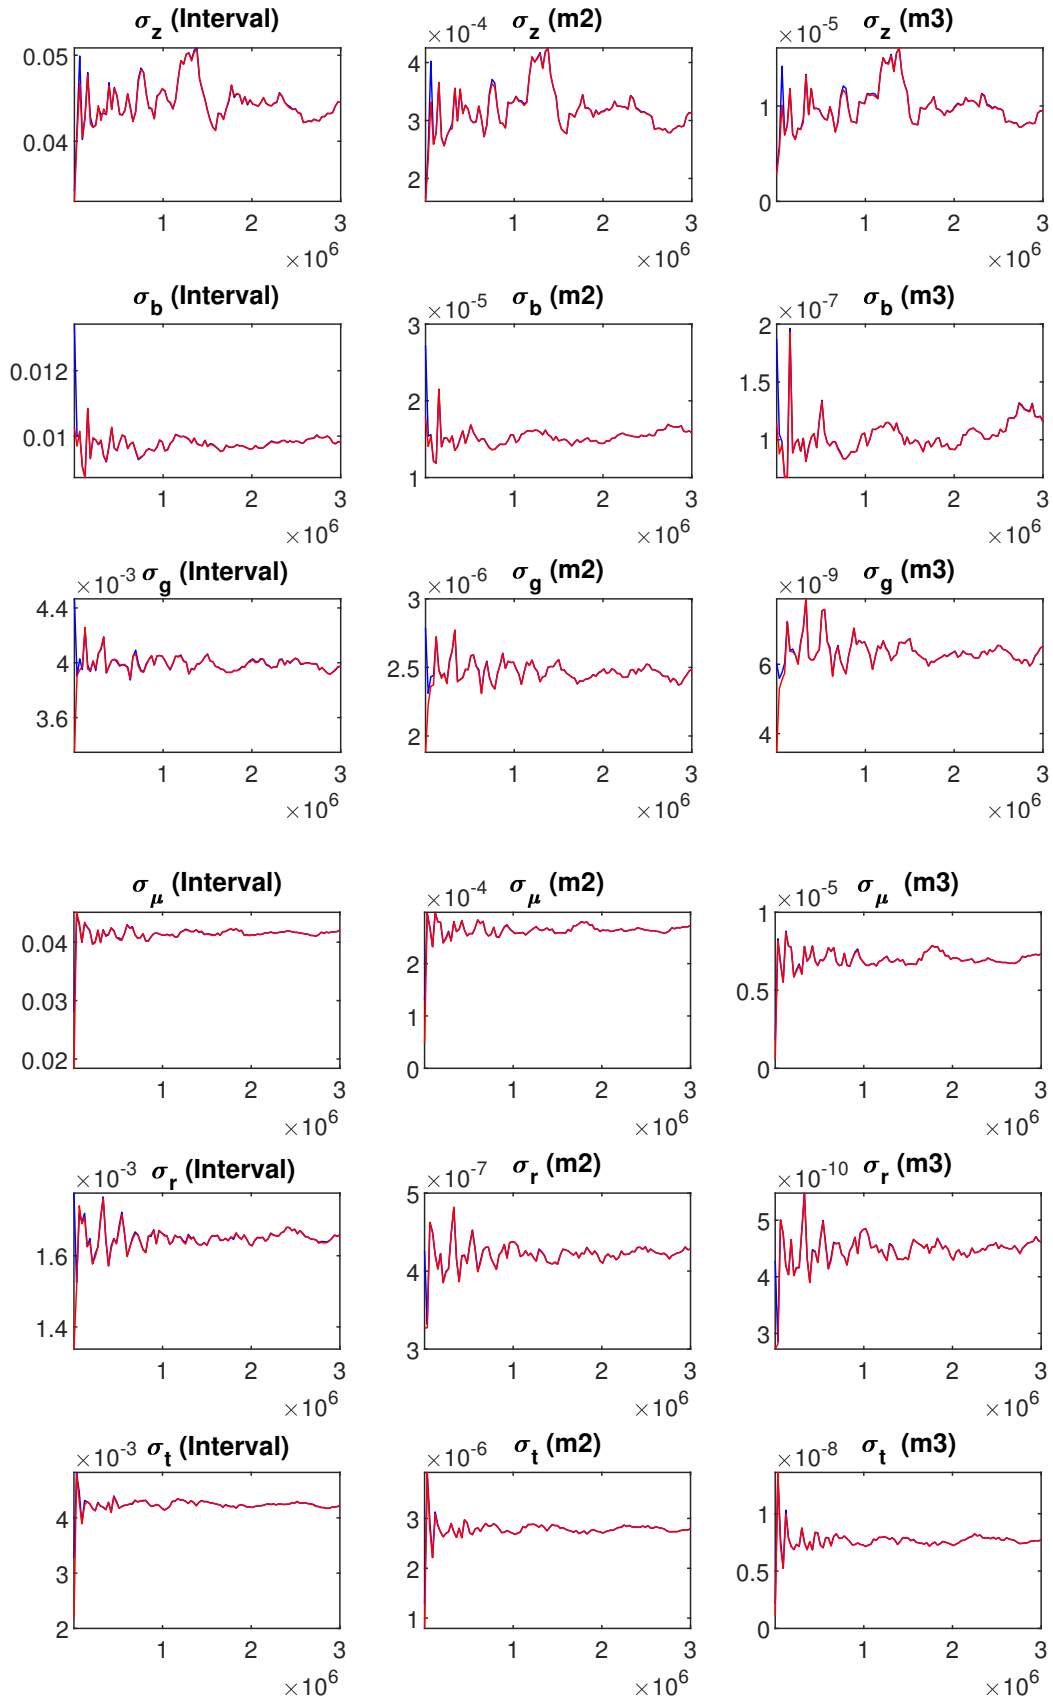 σz (Interval)
×10-4 σz (m2)
×10-5 σz (m3)
0.05
0.04
1 2 3
×10^6
4
3
2
1 2 3
×10^6
1
0
1 2 3
×10^6
σb (Interval)
×10-5 σb (m2)
×10-7 σb (m3)
0.012
0.01
1 2 3
×10^6
3
2
1
1 2 3
×10^6
2
1.5
1
1 2 3
×10^6
×10-3 σg (Interval)
×10-6 σg (m2)
×10-9 σg (m3)
4.4
4
3.6
1 2 3
×10^6
3
2.5
2
1 2 3
×10^6
6
4
1 2 3
×10^6
σμ (Interval)
×10-4 σμ (m2)
×10-5 σμ (m3)
0.04
0.03
0.02
1 2 3
×10^6
2
1
0
1 2 3
×10^6
1
0.5
0
1 2 3
×10^6
×10-3 σr (Interval)
×10-7 σr (m2)
×10-10 σr (m3)
1.6
1.4
1 2 3
×10^6
5
4
3
1 2 3
×10^6
5
4
3
1 2 3
×10^6
×10-3 σt (Interval)
×10-6 σt (m2)
×10-8 σt (m3)
4
3
2
1 2 3
×10^6
3
2
1
1 2 3
×10^6
1
0.5
0
1 2 3
×10^6